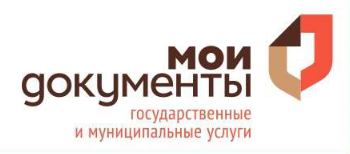 мои
документы
государственные
и муниципальные услуги